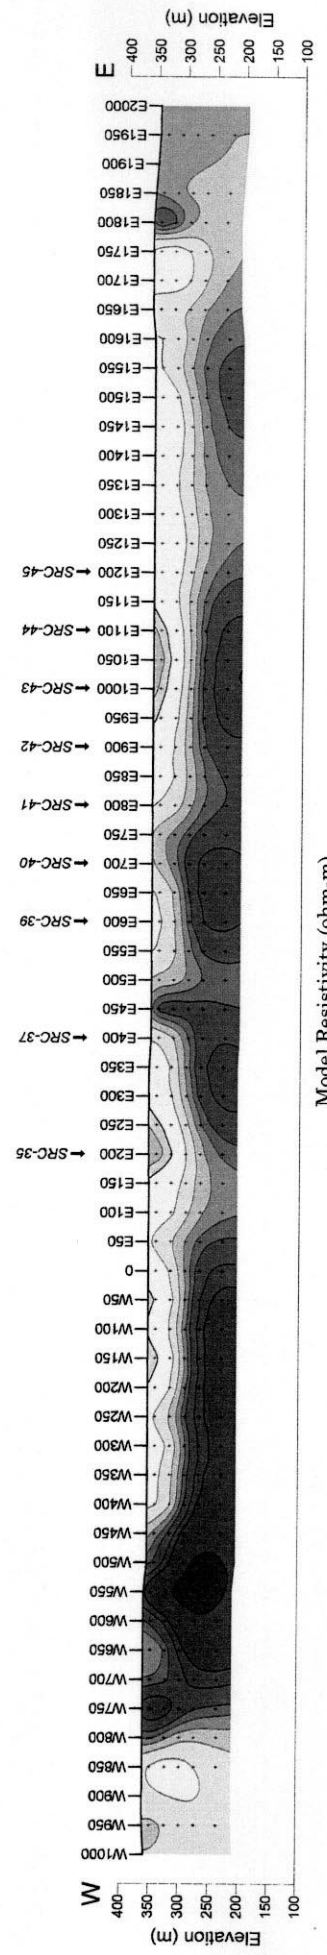 W
E
SRC-35
SRC-37
SRC-39
SRC-40
SRC-41
SRC-42
SRC-43
SRC-44
SRC-45
W1000
W950
W900
W850
W800
W750
W700
W650
W600
W550
W500
W450
W400
W350
W300
W250
W200
W150
W100
W50
0
E50
E100
E150
E200
E250
E300
E350
E400
E450
E500
E550
E600
E650
E700
E750
E800
E850
E900
E950
E1000
E1050
E1100
E1150
E1200
E1250
E1300
E1350
E1400
E1450
E1500
E1550
E1600
E1650
E1700
E1750
E1800
E1850
E1900
E1950
E2000
Elevation (m)
400
350
300
250
200
150
100
Elevation (m)
400
350
300
250
200
150
100
Model Resistivity (ohm-m)